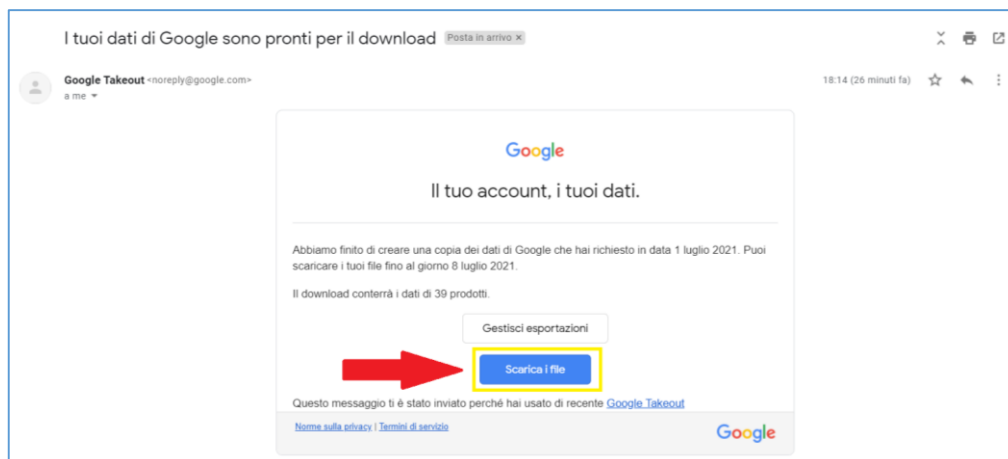 I tuoi dati di Google sono pronti per il download Posta in arrivo x
Google Takeout <noreply@google.com>
18:14 (26 minuti fa)
a me
Google
Il tuo account, i tuoi dati.
Abbiamo finito di creare una copia dei dati di Google che hai richiesto in data 1 luglio 2021. Puoi
scaricare i tuoi file fino al giorno 8 luglio 2021.
Il download conterrà i dati di 39 prodotti.
Gestisci esportazioni
Scarica i file
Questo messaggio ti è stato inviato perché hai usato di recente Google Takeout
Norme sulla privacy | Termini di servizio
Google